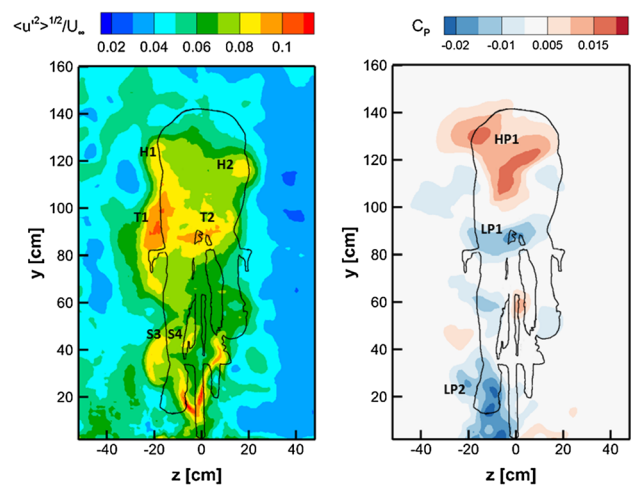 <u'²>¹/²/U∞
0.02 0.04 0.06 0.08 0.1
160
140
120
100
80
60
40
20
y [cm]
H1
H2
T1
T2
S3 S4
-40 -20 0 20 40
z [cm]
Cₚ
-0.02 -0.01 0.005 0.015
160
140
120
100
80
60
40
20
y [cm]
HP1
LP1
LP2
-40 -20 0 20 40
z [cm]